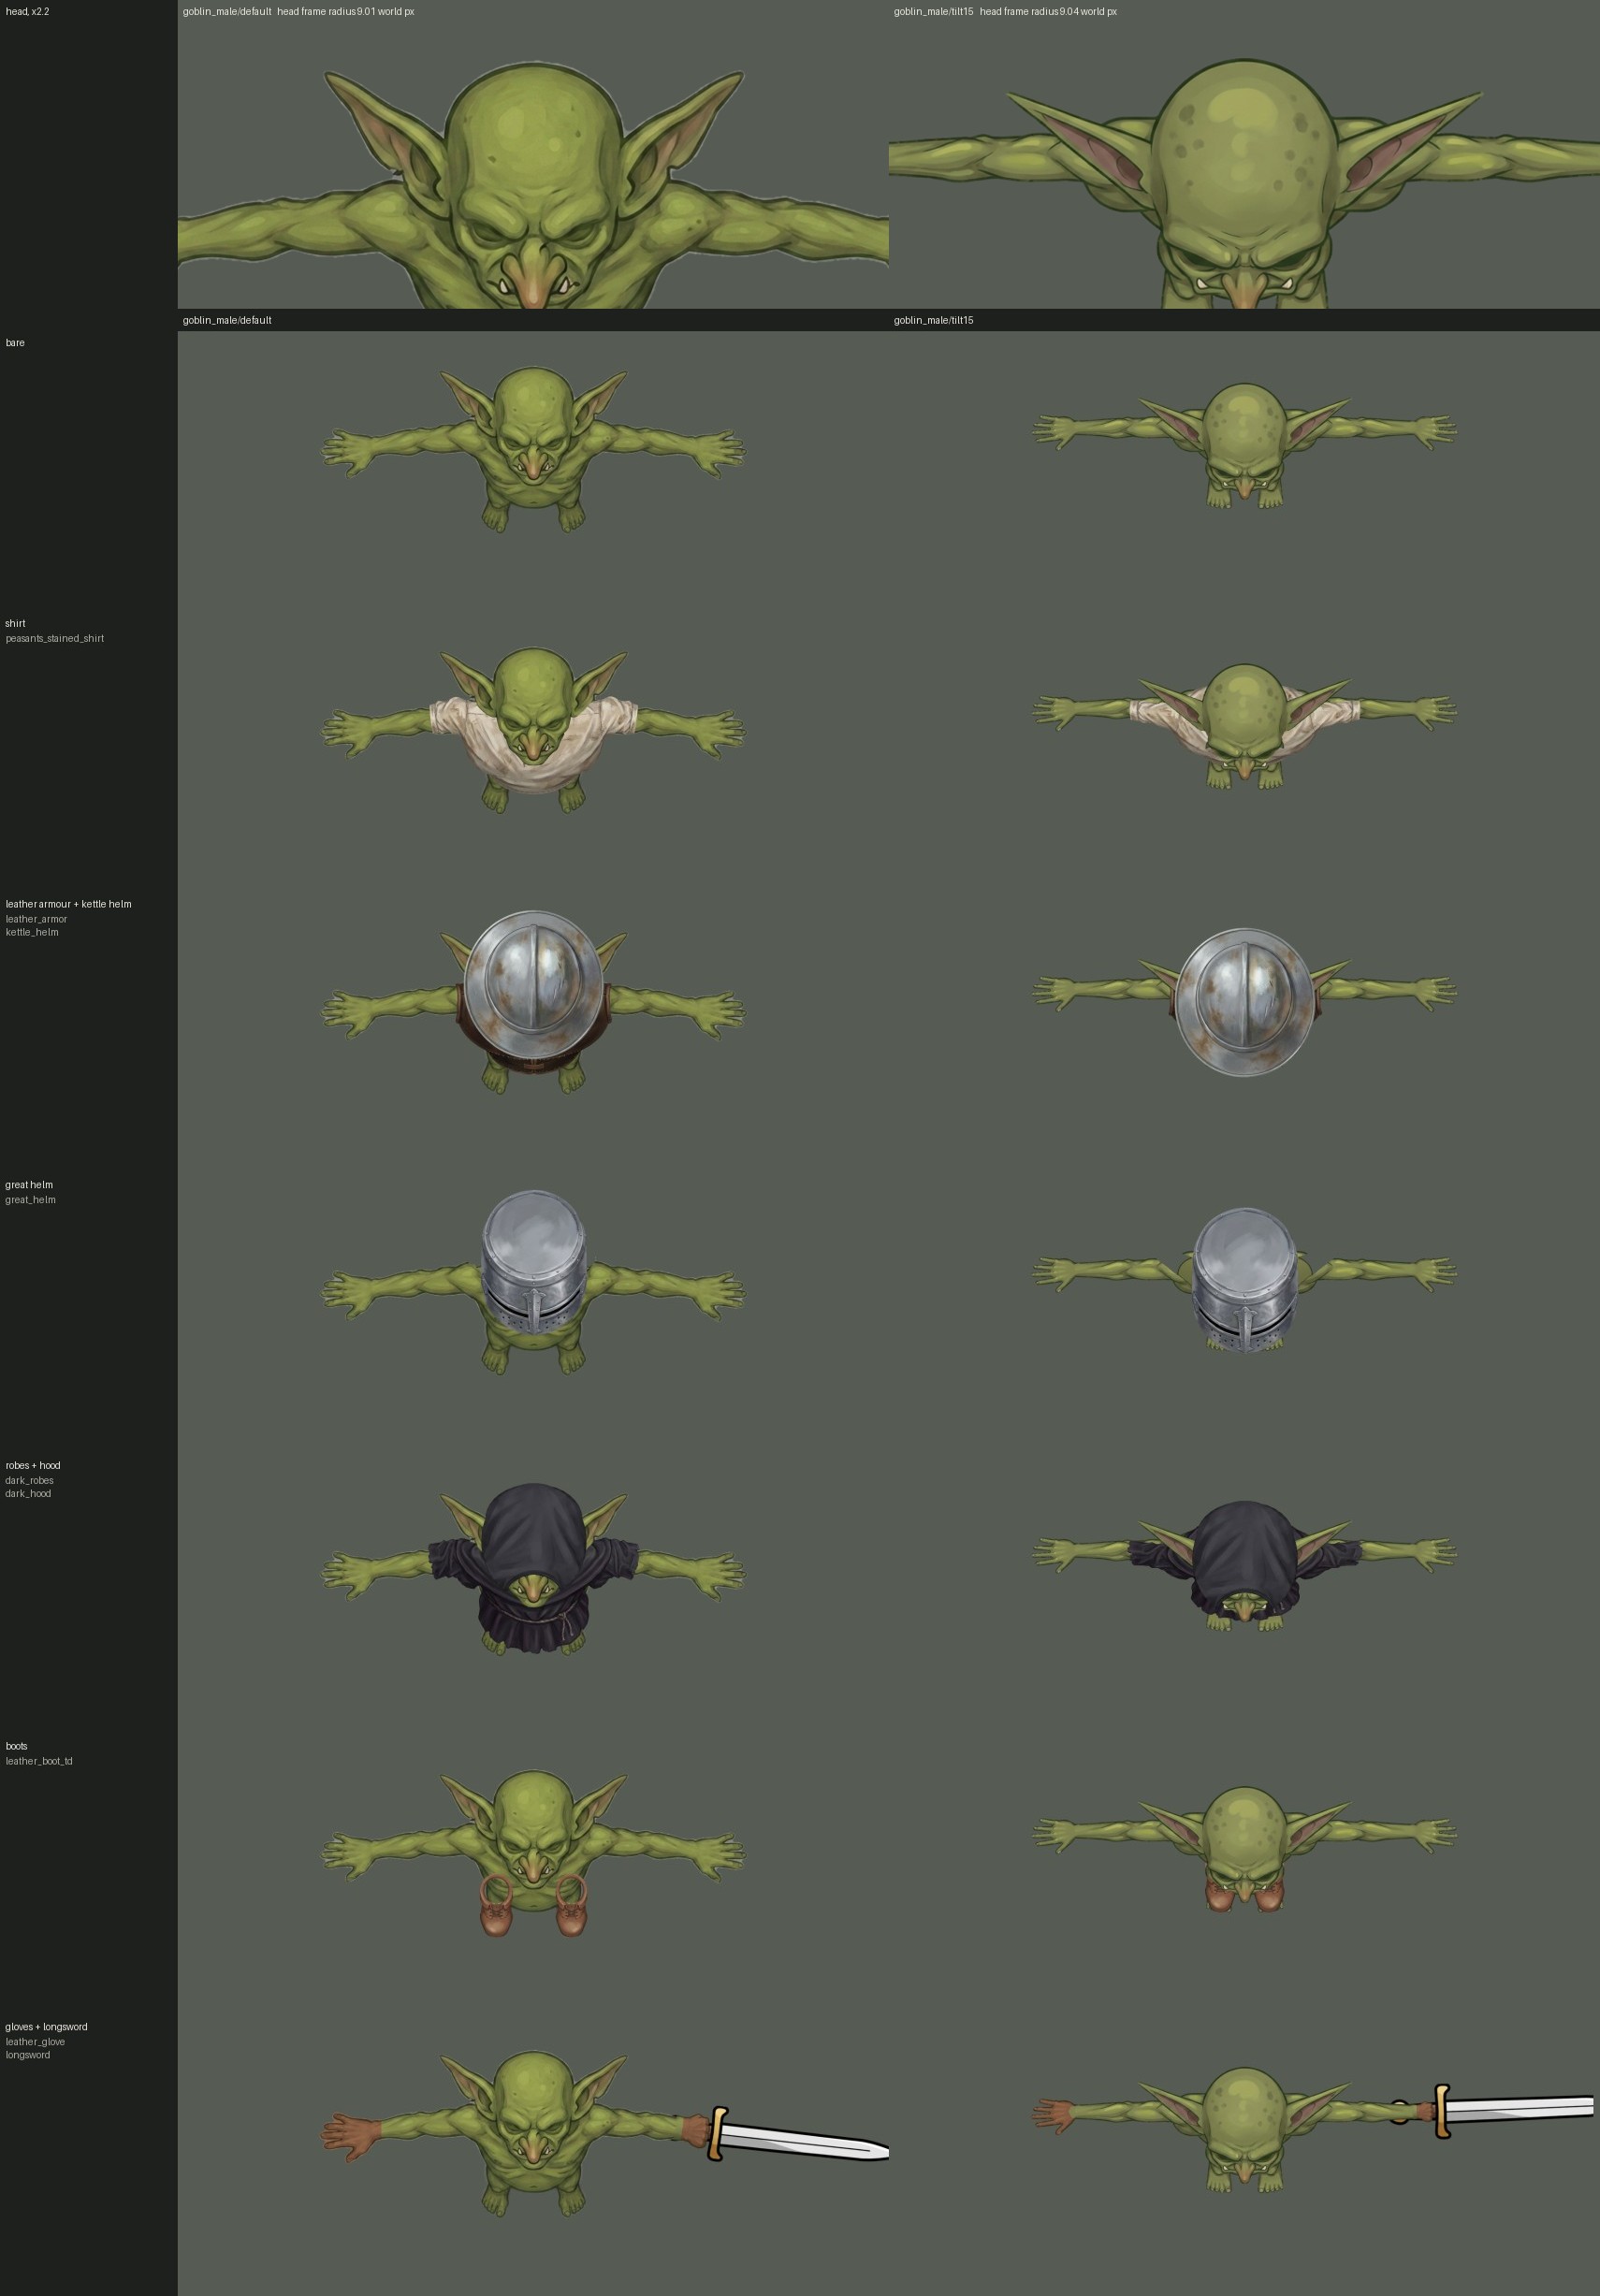 head, x2.2
goblin_male/default head frame radius 9.01 world px
goblin_male/tilt15 head frame radius 9.04 world px
goblin_male/default
goblin_male/tilt15
bare
shirt
peasants_stained_shirt
leather armour + kettle helm
leather_armor
kettle_helm
great helm
great_helm
robes + hood
dark_robes
dark_hood
boots
leather_boot_td
gloves + longsword
leather_glove
longsword